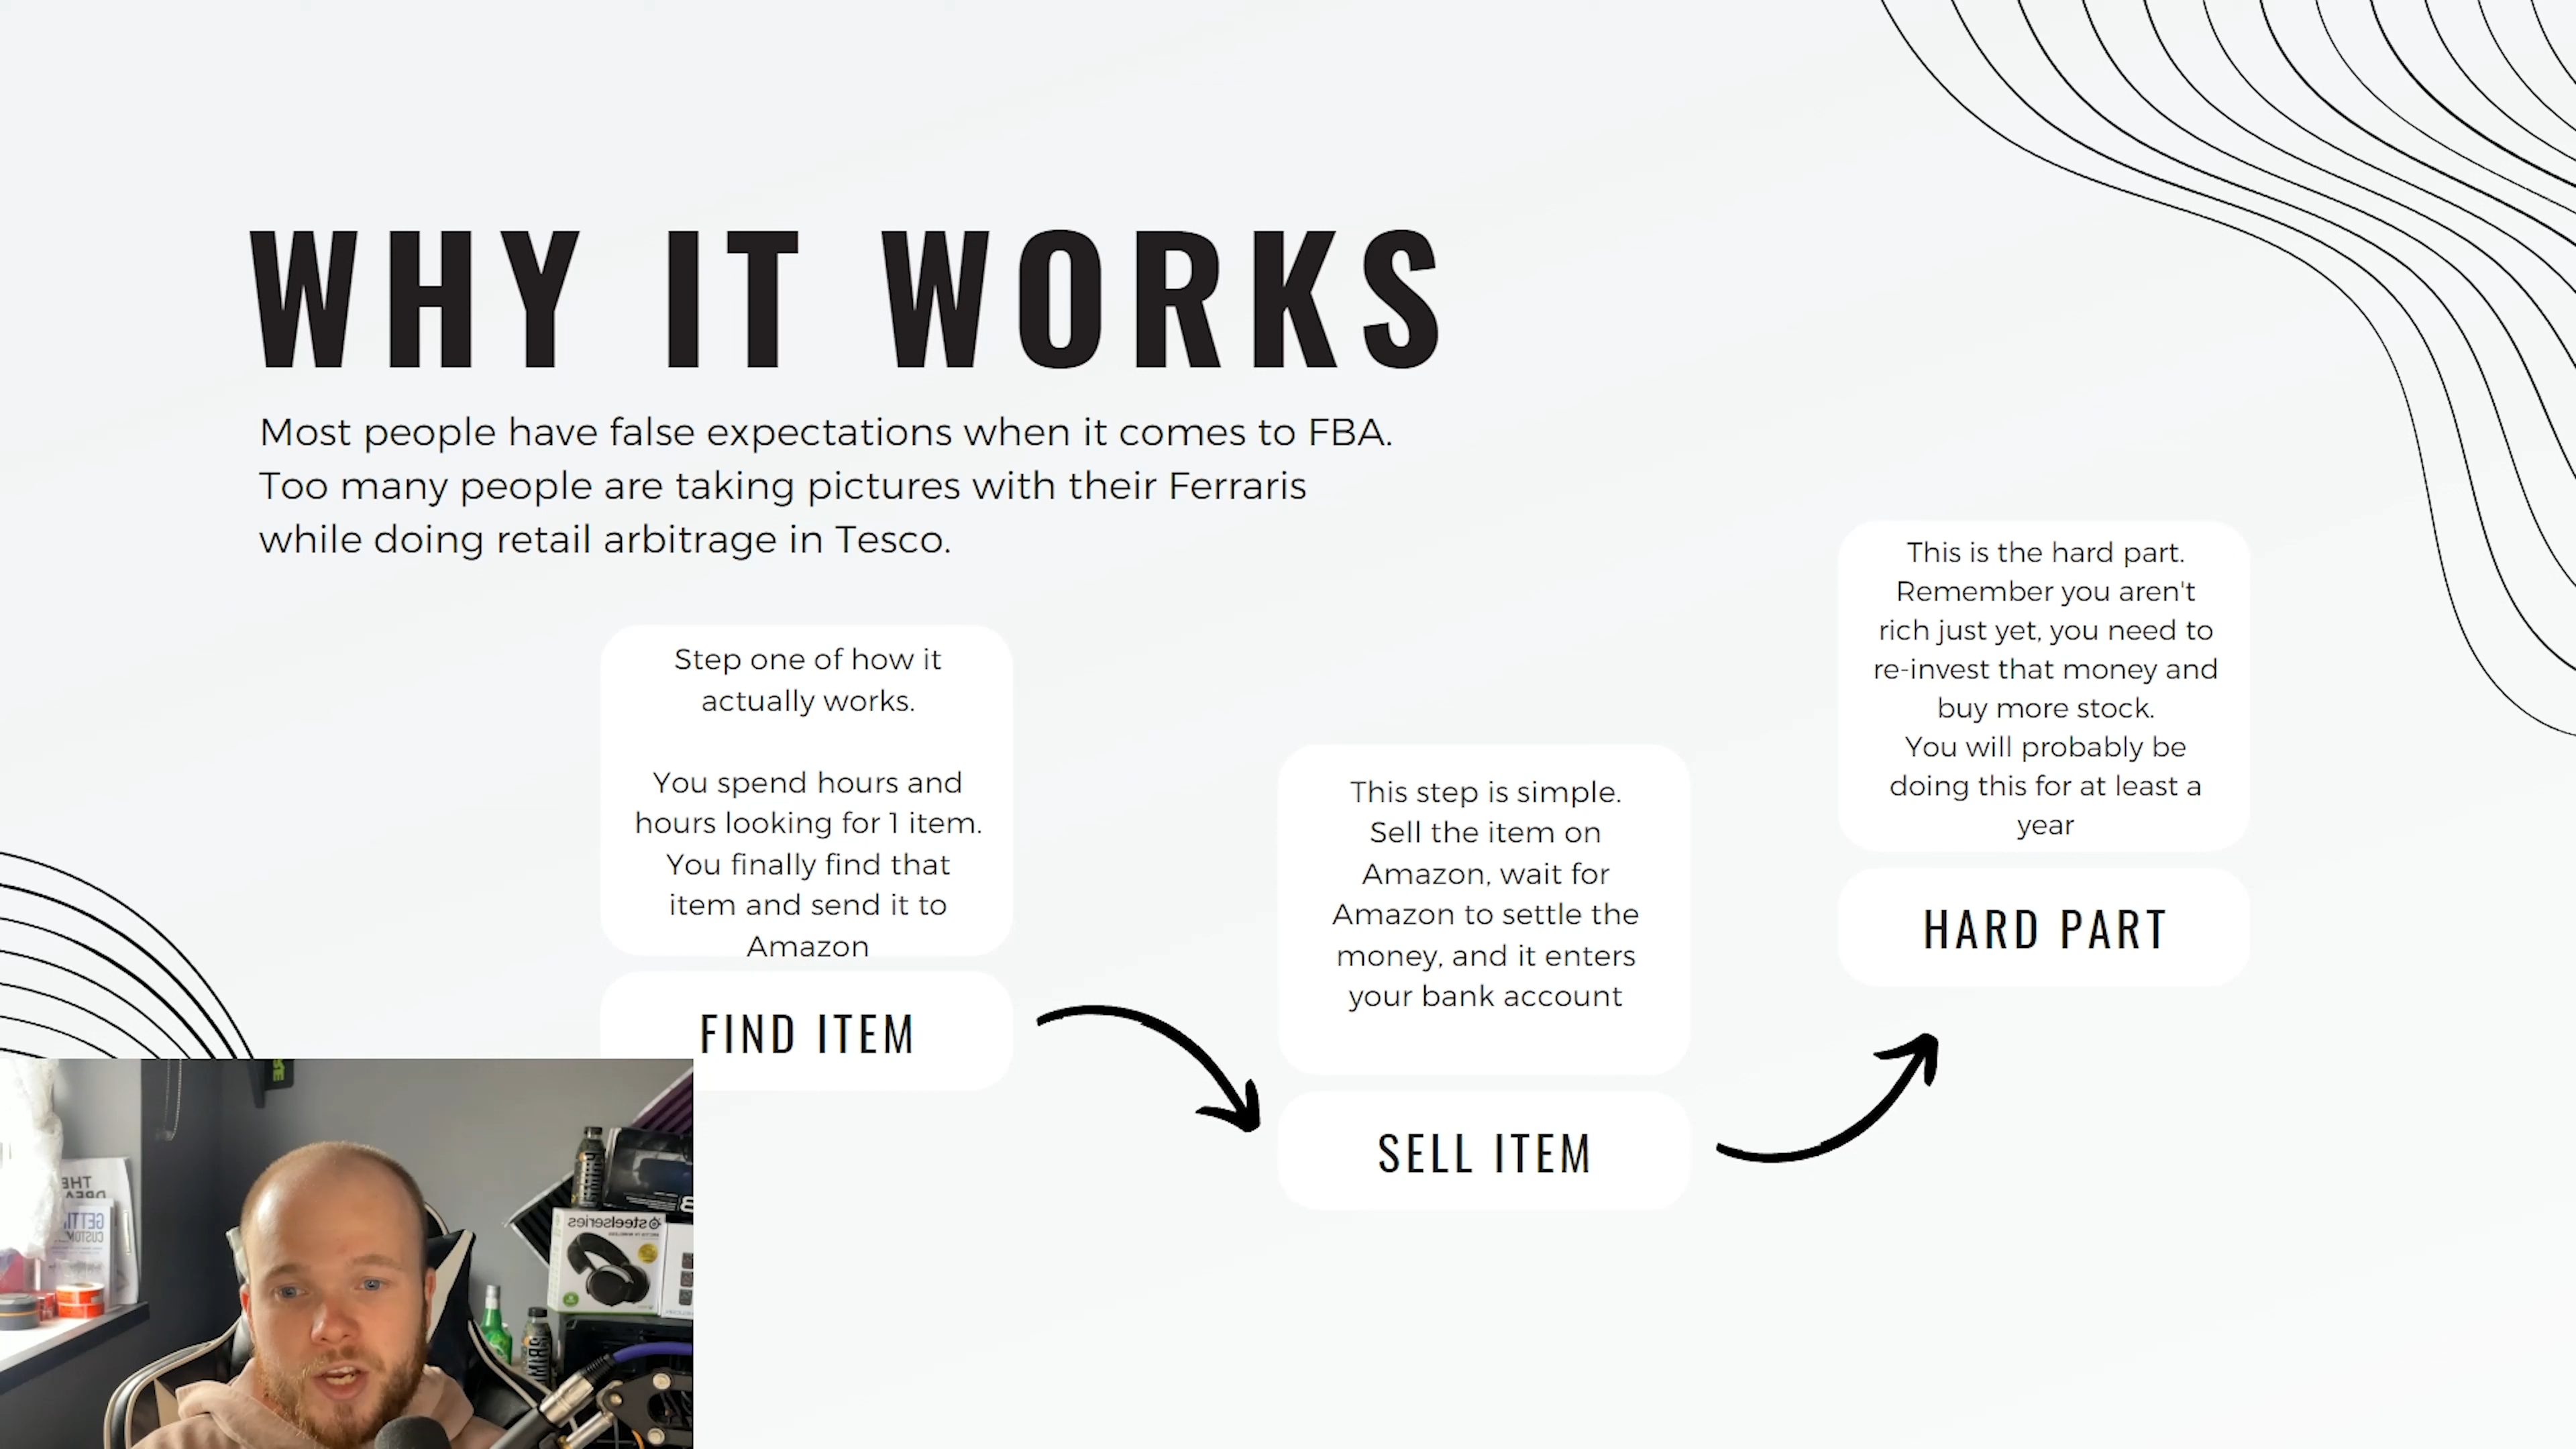 WHY IT WORKS
Most people have false expectations when it comes to FBA.
Too many people are taking pictures with their Ferraris
while doing retail arbitrage in Tesco.
Step one of how it
actually works.
You spend hours and
hours looking for 1 item.
You finally find that
item and send it to
Amazon
FIND ITEM
This step is simple.
Sell the item on
Amazon, wait for
Amazon to settle the
money, and it enters
your bank account
SELL ITEM
This is the hard part.
Remember you aren't
rich just yet, you need to
re-invest that money and
buy more stock.
You will probably be
doing this for at least a
year
HARD PART
THE
GETTI
CUSTOM
steelseries
PRIME